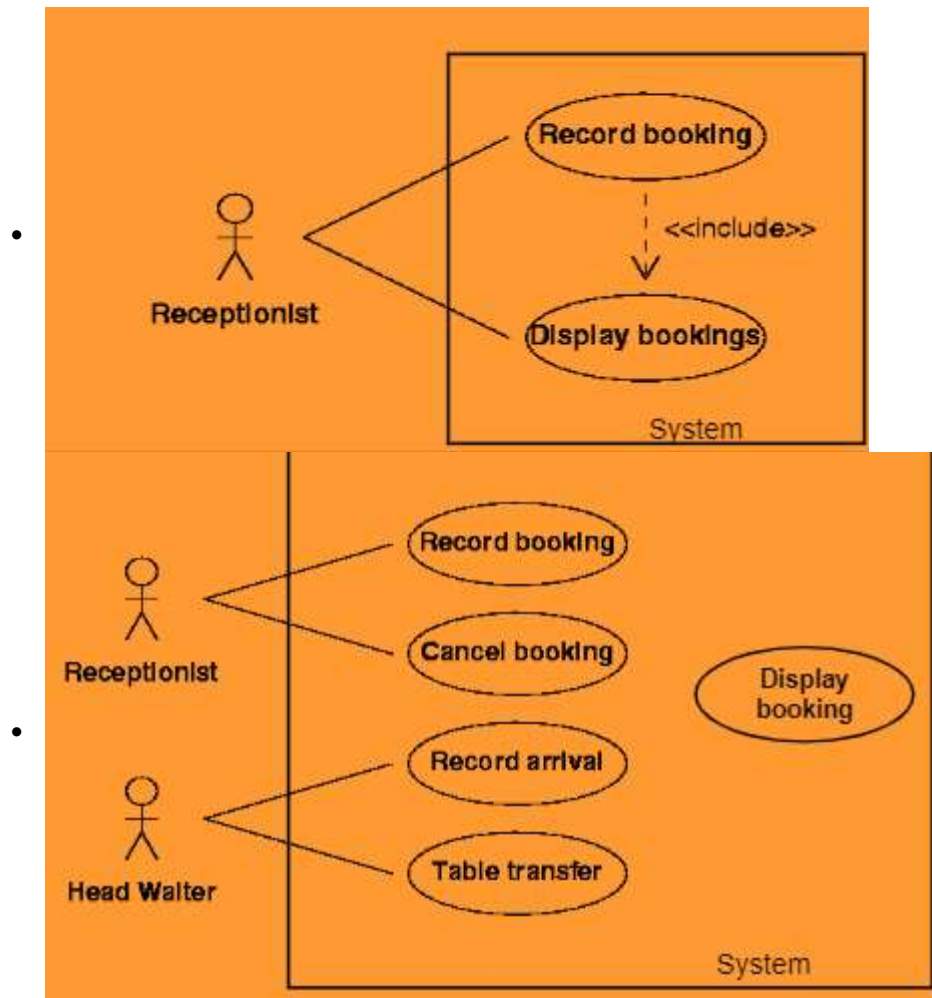 Record booking
<<include>>
Receptionist
Display bookings
System
Record booking
Receptionist
Cancel booking
Display
booking
Record arrival
Head Waiter
Table transfer
System